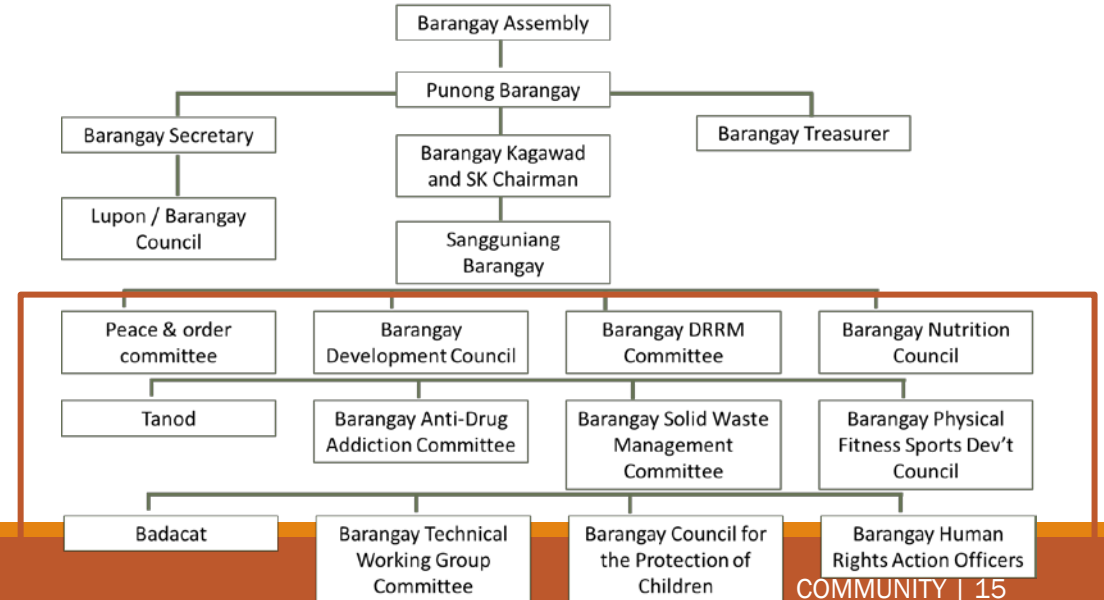 Barangay Assembly
Punong Barangay
Barangay Secretary
Barangay Treasurer
Barangay Kagawad
and SK Chairman
Lupon / Barangay
Council
Sangguniang
Barangay
Peace & order
committee
Barangay
Development Council
Barangay DRRM
Committee
Barangay Nutrition
Council
Tanod
Barangay Anti-Drug
Addiction Committee
Barangay Solid Waste
Management
Committee
Barangay Physical
Fitness Sports Dev't
Council
Badacat
Barangay Technical
Working Group
Committee
Barangay Council for
the Protection of
Children
Barangay Human
Rights Action Officers
COMMUNITY | 15